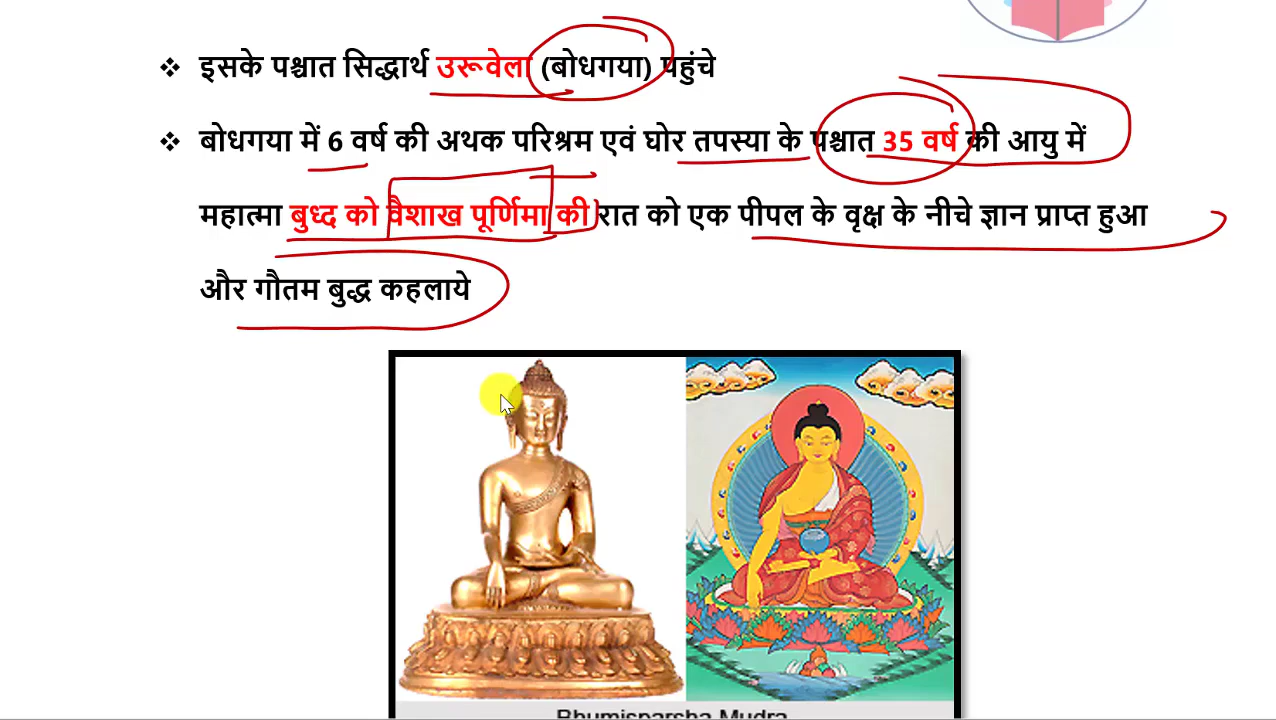 ❖ इसके पश्चात सिद्धार्थ उरूवेला (बोधगया) पहुंचे
❖ बोधगया में 6 वर्ष की अथक परिश्रम एवं घोर तपस्या के पश्चात 35 वर्ष की आयु में
महात्मा बुध्द को वैशाख पूर्णिमा की रात को एक पीपल के वृक्ष के नीचे ज्ञान प्राप्त हुआ
और गौतम बुद्ध कहलाये
Bhumisparsha Mudra